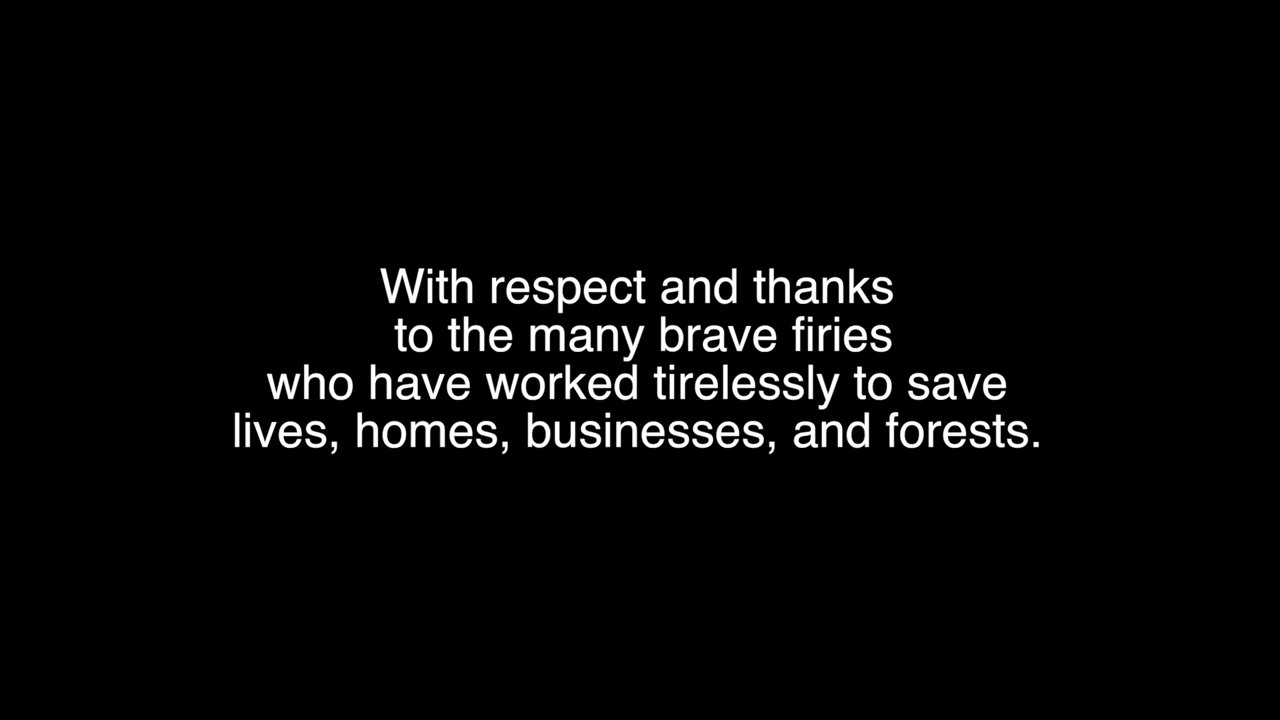 With respect and thanks
to the many brave firies
who have worked tirelessly to save
lives, homes, businesses, and forests.